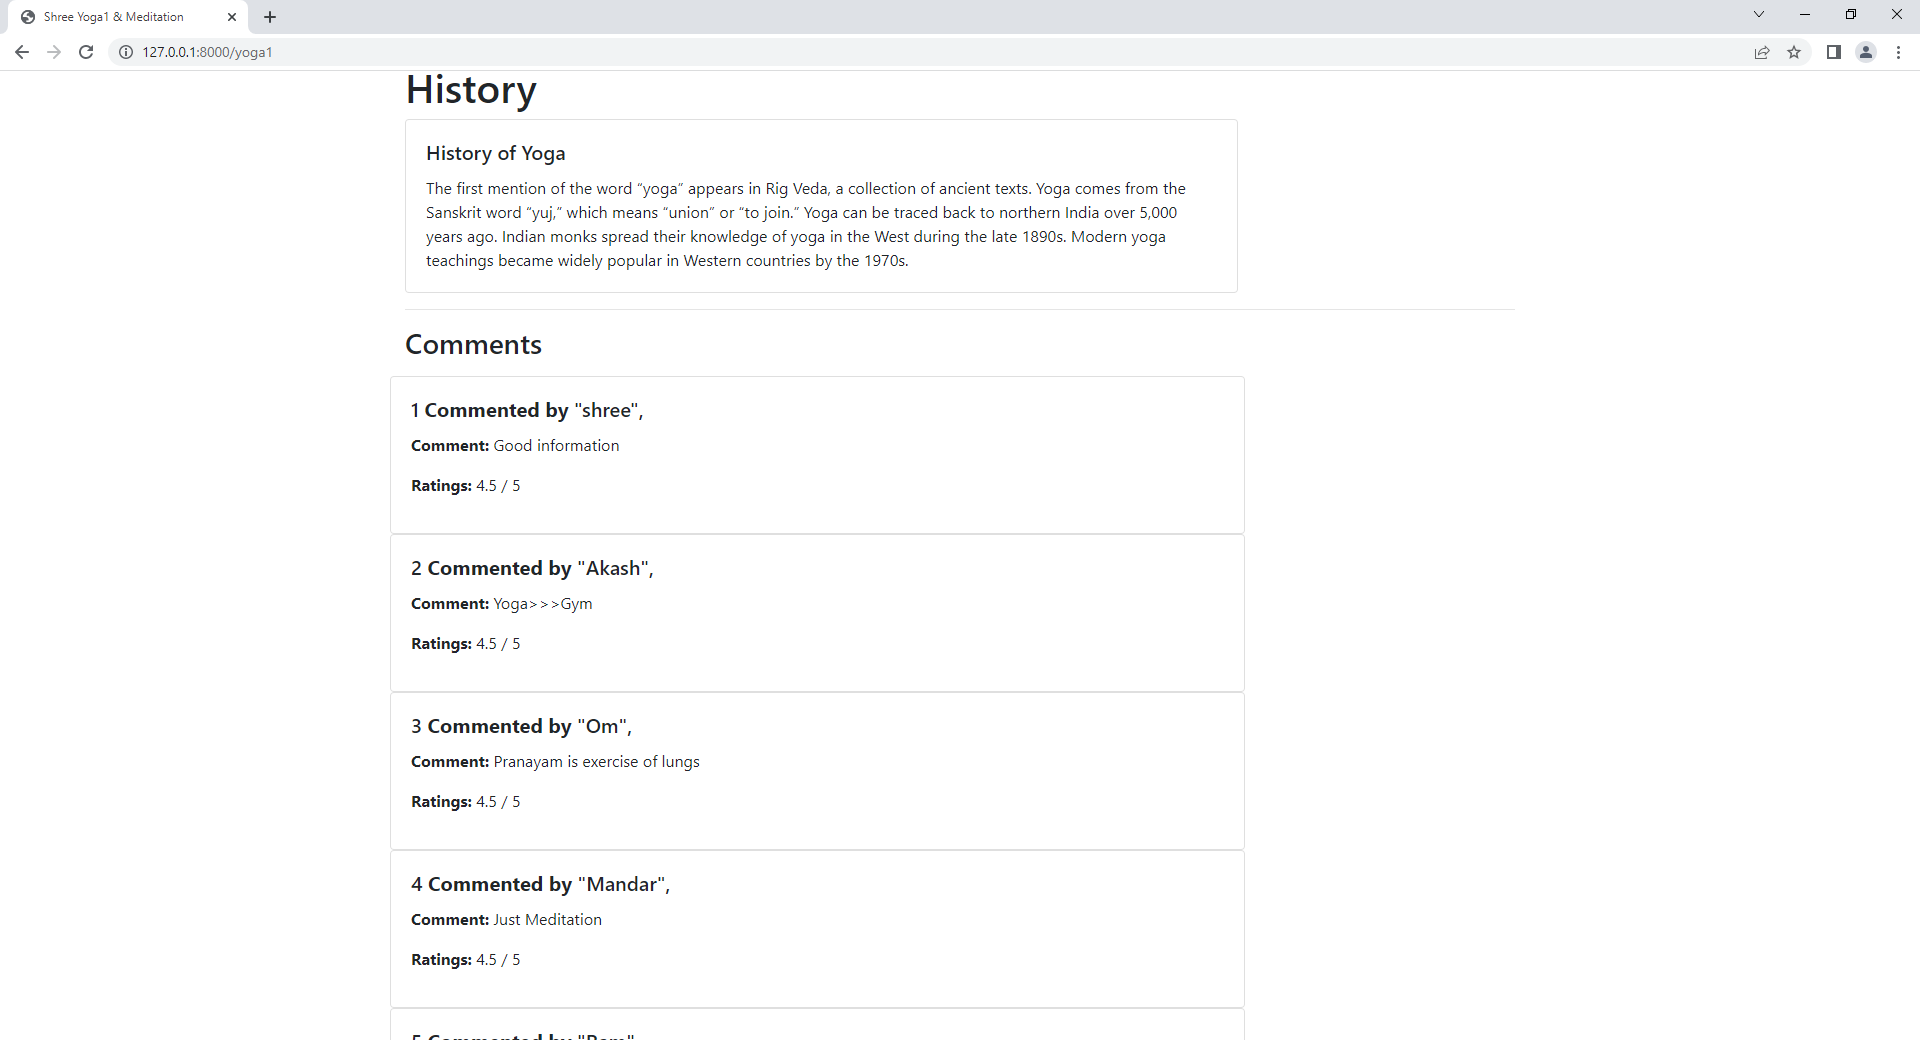 Shree Yoga1 & Meditation
127.0.0.1:8000/yoga1
History
History of Yoga
The first mention of the word “yoga” appears in Rig Veda, a collection of ancient texts. Yoga comes from the
Sanskrit word “yuj,” which means “union” or “to join.” Yoga can be traced back to northern India over 5,000
years ago. Indian monks spread their knowledge of yoga in the West during the late 1890s. Modern yoga
teachings became widely popular in Western countries by the 1970s.
Comments
1 Commented by "shree",
Comment: Good information
Ratings: 4.5 / 5
2 Commented by "Akash",
Comment: Yoga>>>Gym
Ratings: 4.5 / 5
3 Commented by "Om",
Comment: Pranayam is exercise of lungs
Ratings: 4.5 / 5
4 Commented by "Mandar",
Comment: Just Meditation
Ratings: 4.5 / 5
5 Commented by